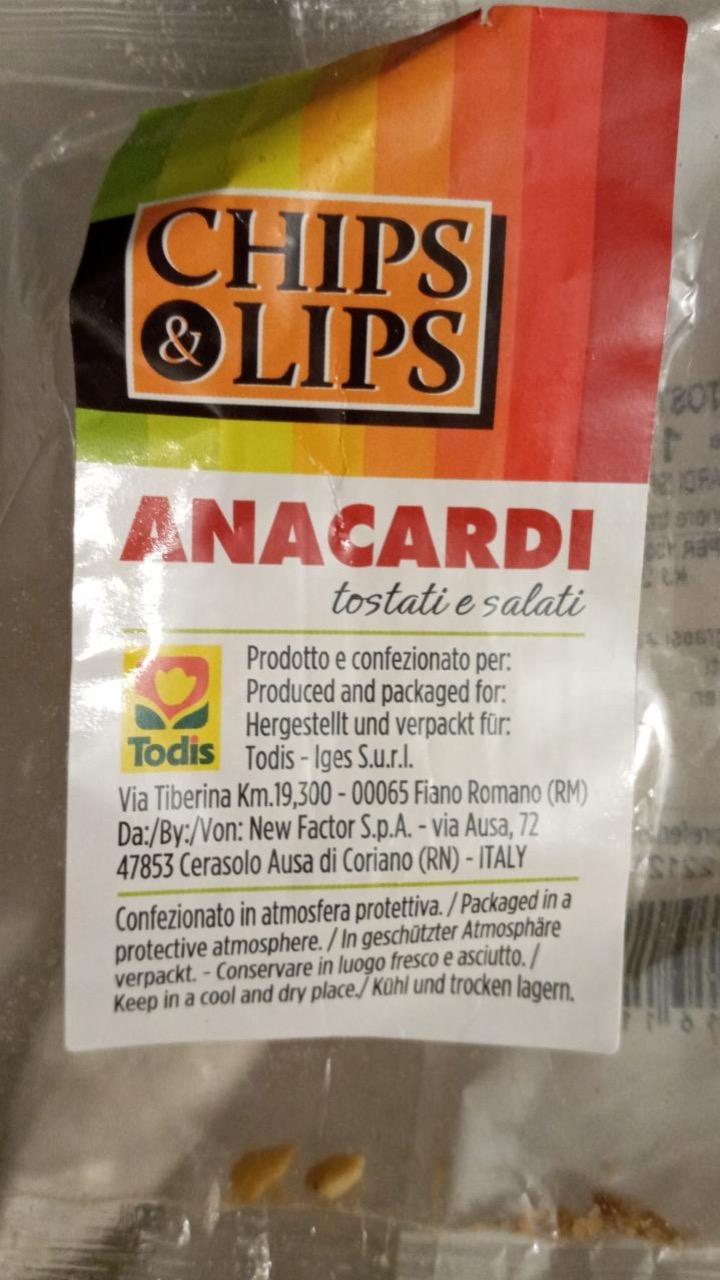 CHIPS
& LIPS
ANACARDI
tostati e salati
Todis
Prodotto e confezionato per:
Produced and packaged for:
Hergestellt und verpackt für:
Todis - Iges S.u.r.l.
Via Tiberina Km.19,300 - 00065 Fiano Romano (RM)
Da:/By:/Von: New Factor S.p.A. - via Ausa, 72
47853 Cerasolo Ausa di Coriano (RN) - ITALY
Confezionato in atmosfera protettiva. / Packaged in a
protective atmosphere. / In geschützter Atmosphäre
verpackt. - Conservare in luogo fresco e asciutto. /
Keep in a cool and dry place./ Kühl und trocken lagern.